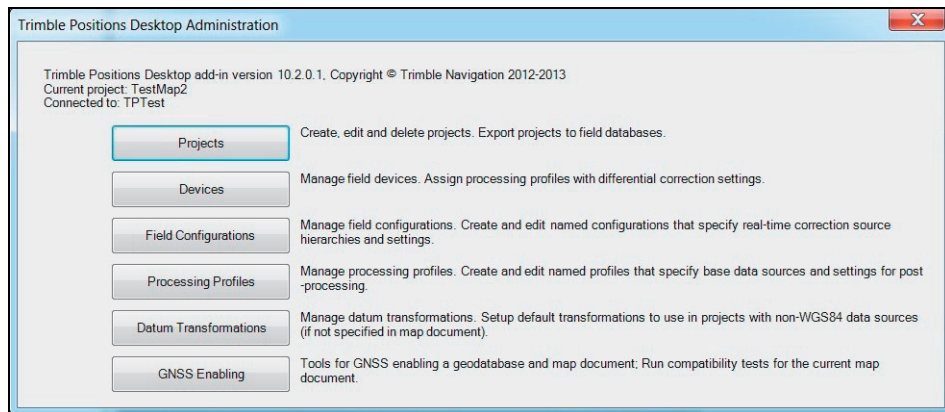 Trimble Positions Desktop Administration
X
Trimble Positions Desktop add-in version 10.2.0.1, Copyright © Trimble Navigation 2012-2013
Current project: TestMap2
Connected to: TPTest
Projects
Create, edit and delete projects. Export projects to field databases.
Devices
Manage field devices. Assign processing profiles with differential correction settings.
Field Configurations
Manage field configurations. Create and edit named configurations that specify real-time correction source
hierarchies and settings.
Processing Profiles
Manage processing profiles. Create and edit named profiles that specify base data sources and settings for post
-processing.
Datum Transformations
Manage datum transformations. Setup default transformations to use in projects with non-WGS84 data sources
(if not specified in map document).
GNSS Enabling
Tools for GNSS enabling a geodatabase and map document; Run compatibility tests for the current map
document.